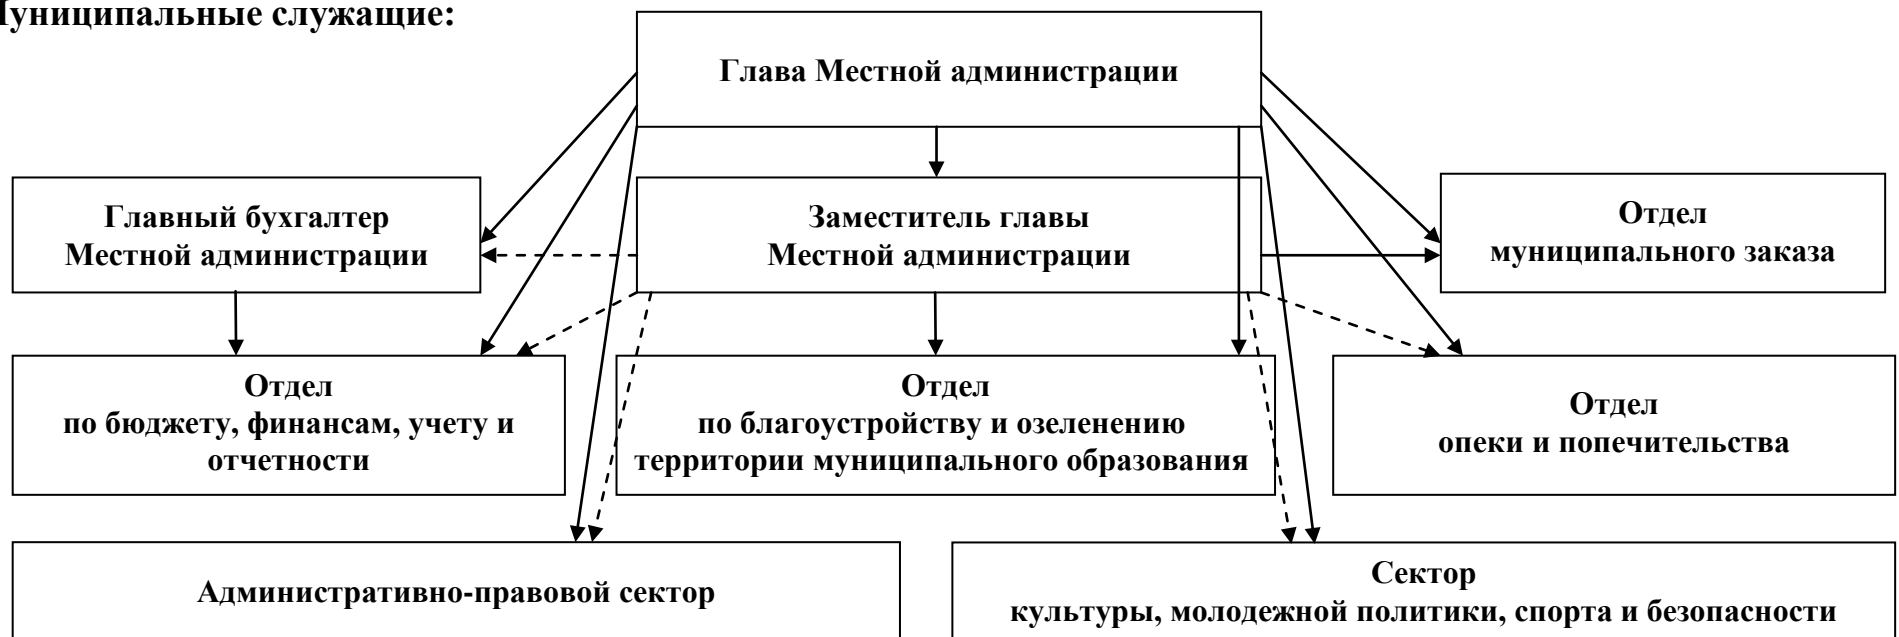 Муниципальные служащие:
Глава Местной администрации
Главный бухгалтер
Местной администрации
Заместитель главы
Местной администрации
Отдел
муниципального заказа
Отдел
по бюджету, финансам, учету и
отчетности
Отдел
по благоустройству и озеленению
территории муниципального образования
Отдел
опеки и попечительства
Административно-правовой сектор
Сектор
культуры, молодежной политики, спорта и безопасности